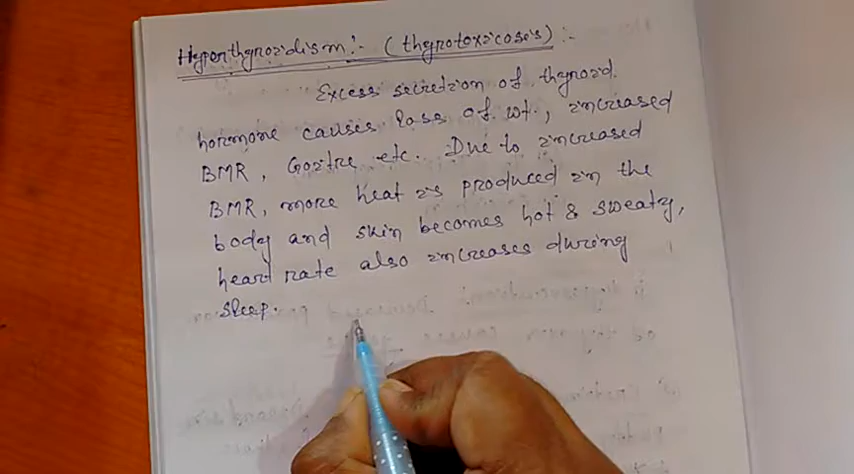 Hyperthyroidism:- (thyrotoxicosis):-
Excess secretion of thyroid
hormone causes loss of wt., increased
BMR, Goitre etc. Due to increased
BMR, more heat is produced in the
body and skin becomes hot & sweaty,
heart rate also increases during
sleep.